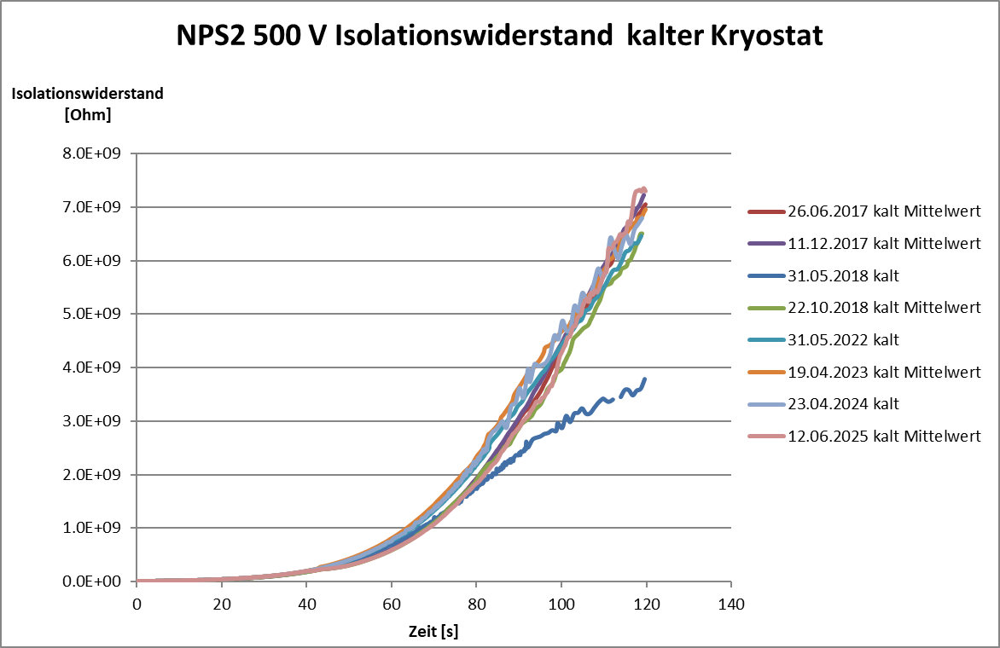 NPS2 500 V Isolationswiderstand  kalter Kryostat
Isolationswiderstand
[Ohm]
8.0E+09
7.0E+09
6.0E+09
5.0E+09
4.0E+09
3.0E+09
2.0E+09
1.0E+09
0.0E+00
0 20 40 60 80 100 120 140
Zeit [s]
26.06.2017 kalt Mittelwert
11.12.2017 kalt Mittelwert
31.05.2018 kalt
22.10.2018 kalt Mittelwert
31.05.2022 kalt
19.04.2023 kalt Mittelwert
23.04.2024 kalt
12.06.2025 kalt Mittelwert